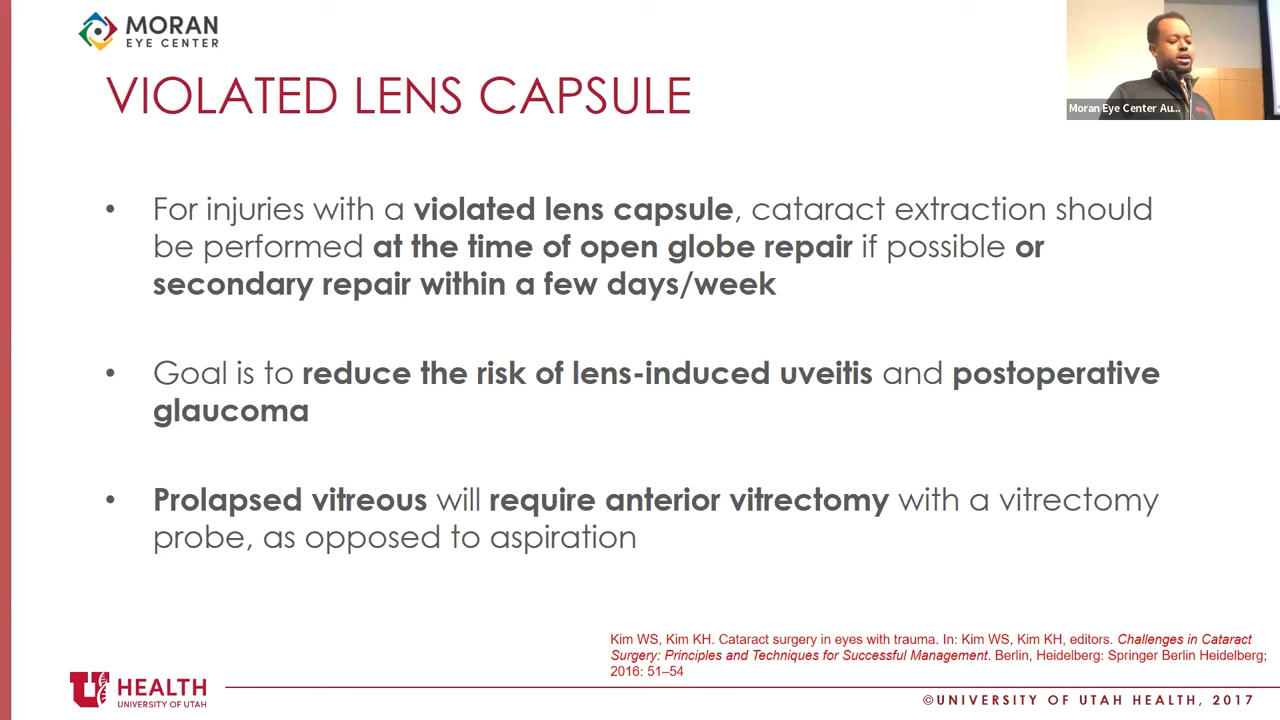 MORAN
EYE CENTER
VIOLATED LENS CAPSULE
Moran Eye Center Au...
• For injuries with a violated lens capsule, cataract extraction should
be performed at the time of open globe repair if possible or
secondary repair within a few days/week
• Goal is to reduce the risk of lens-induced uveitis and postoperative
glaucoma
• Prolapsed vitreous will require anterior vitrectomy with a vitrectomy
probe, as opposed to aspiration
Kim WS, Kim KH. Cataract surgery in eyes with trauma. In: Kim WS, Kim KH, editors. Challenges in Cataract
Surgery: Principles and Techniques for Successful Management. Berlin, Heidelberg: Springer Berlin Heidelberg;
2016: 51–54
U HEALTH
UNIVERSITY OF UTAH
©UNIVERSITY OF UTAH HEALTH, 2017